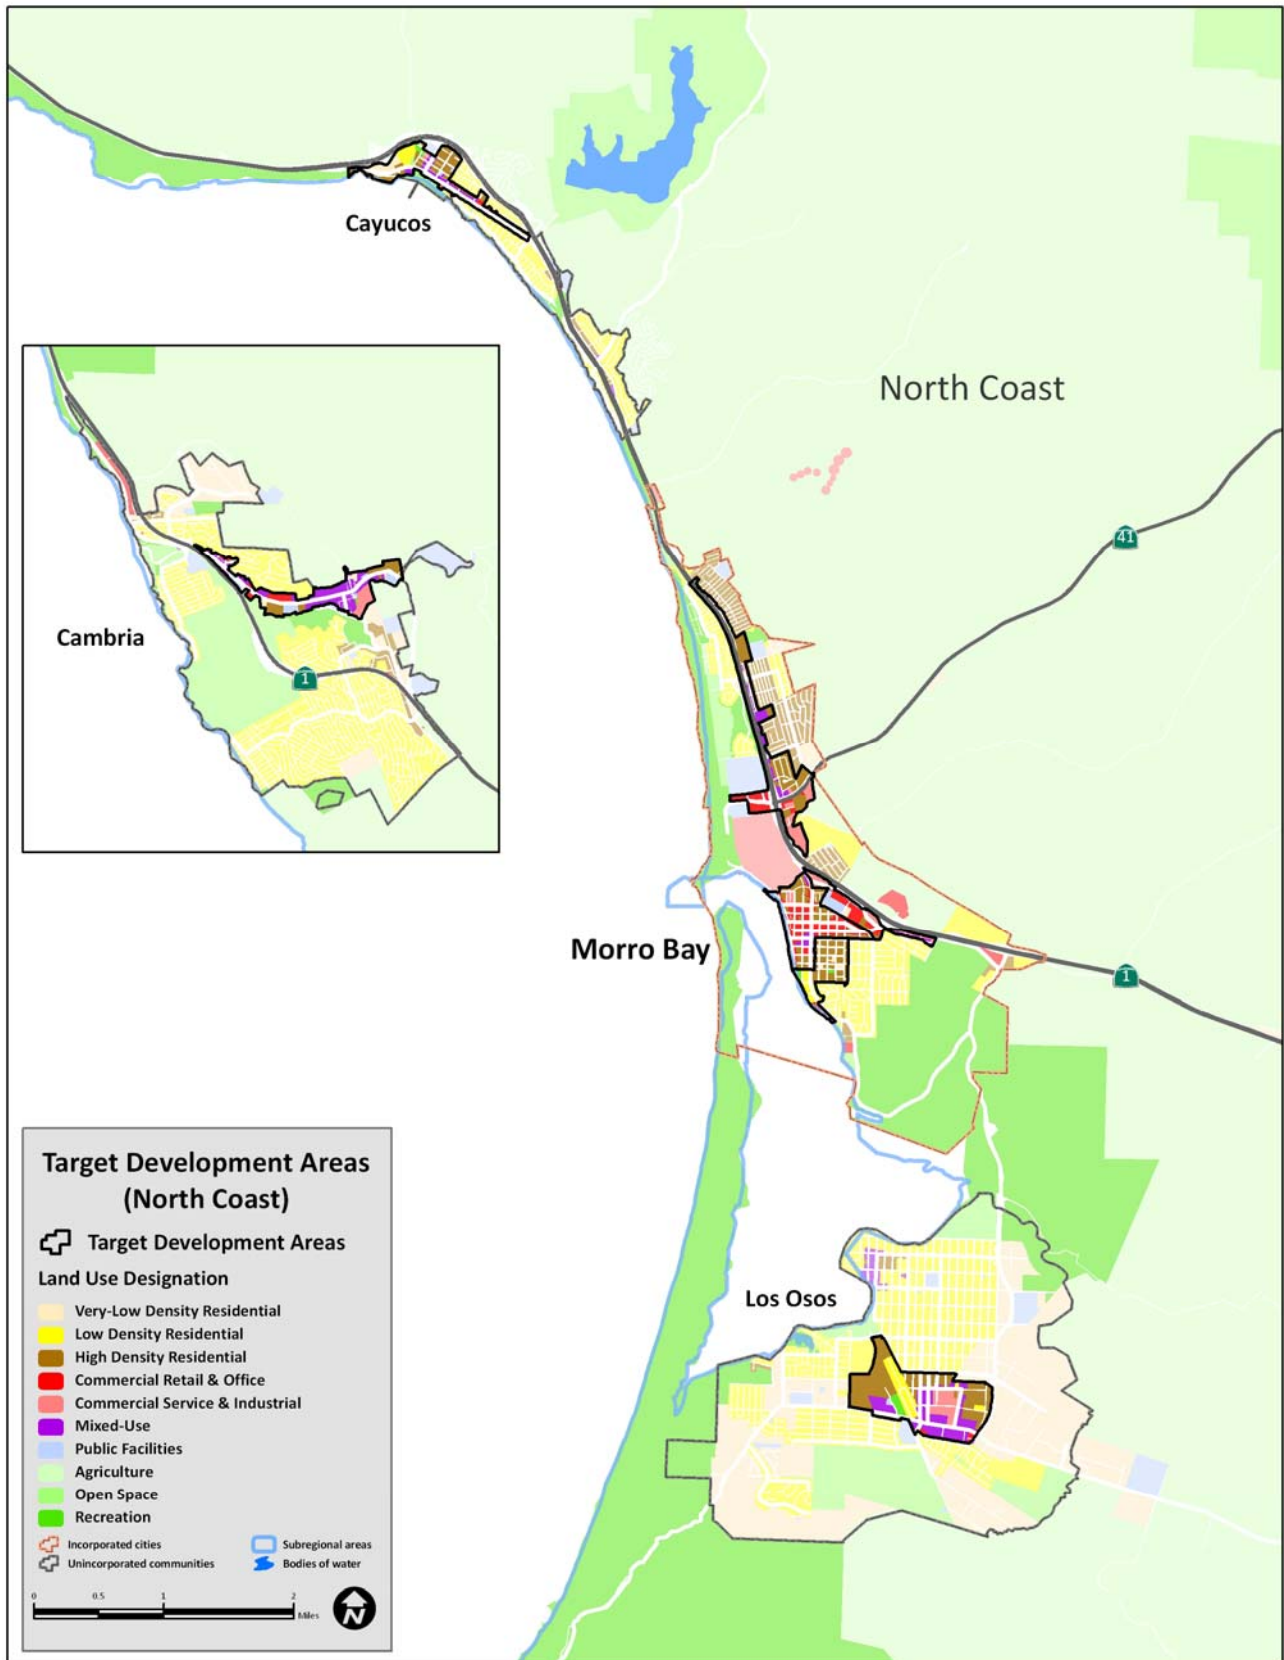 Cayucos
North Coast
41
Cambria
1
Morro Bay
1
Los Osos
Target Development Areas
(North Coast)
Target Development Areas
Land Use Designation
Very-Low Density Residential
Low Density Residential
High Density Residential
Commercial Retail & Office
Commercial Service & Industrial
Mixed-Use
Public Facilities
Agriculture
Open Space
Recreation
Incorporated cities
Subregional areas
Unincorporated communities
Bodies of water
0 0.5 1 2
Miles
N